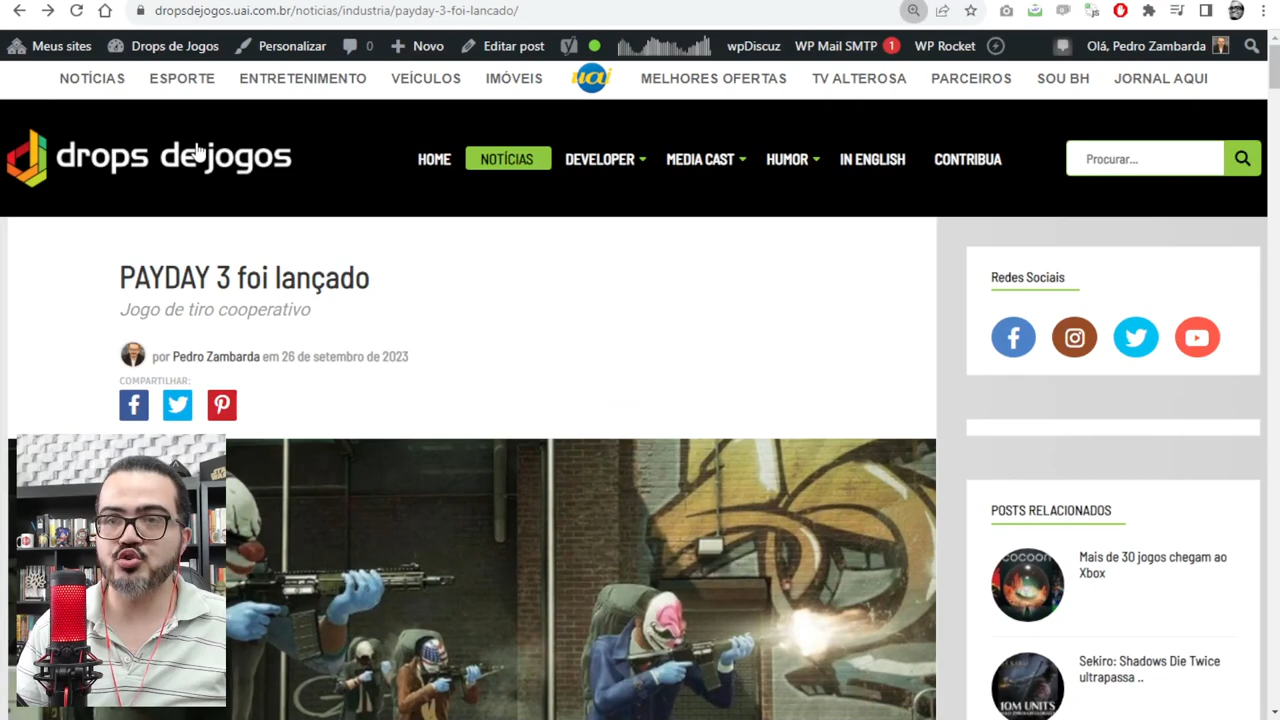 dropsdejogos.uai.com.br/noticias/industria/payday-3-foi-lancado/
Meus sites Drops de Jogos Personalizar 0 Novo Editar post wpDiscuz WP Mail SMTP 1 WP Rocket Olá, Pedro Zambarda
NOTÍCIAS ESPORTE ENTRETENIMENTO VEÍCULOS IMÓVEIS uai MELHORES OFERTAS TV ALTEROSA PARCEIROS SOU BH JORNAL AQUI
drops de jogos HOME NOTÍCIAS DEVELOPER MEDIA CAST HUMOR IN ENGLISH CONTRIBUA Procurar...
PAYDAY 3 foi lançado
Jogo de tiro cooperativo
por Pedro Zambarda em 26 de setembro de 2023
COMPARTILHAR:
Redes Sociais
POSTS RELACIONADOS
COCOON
Mais de 30 jogos chegam ao
Xbox
Sekiro: Shadows Die Twice
ultrapassa ..
10M UNITS